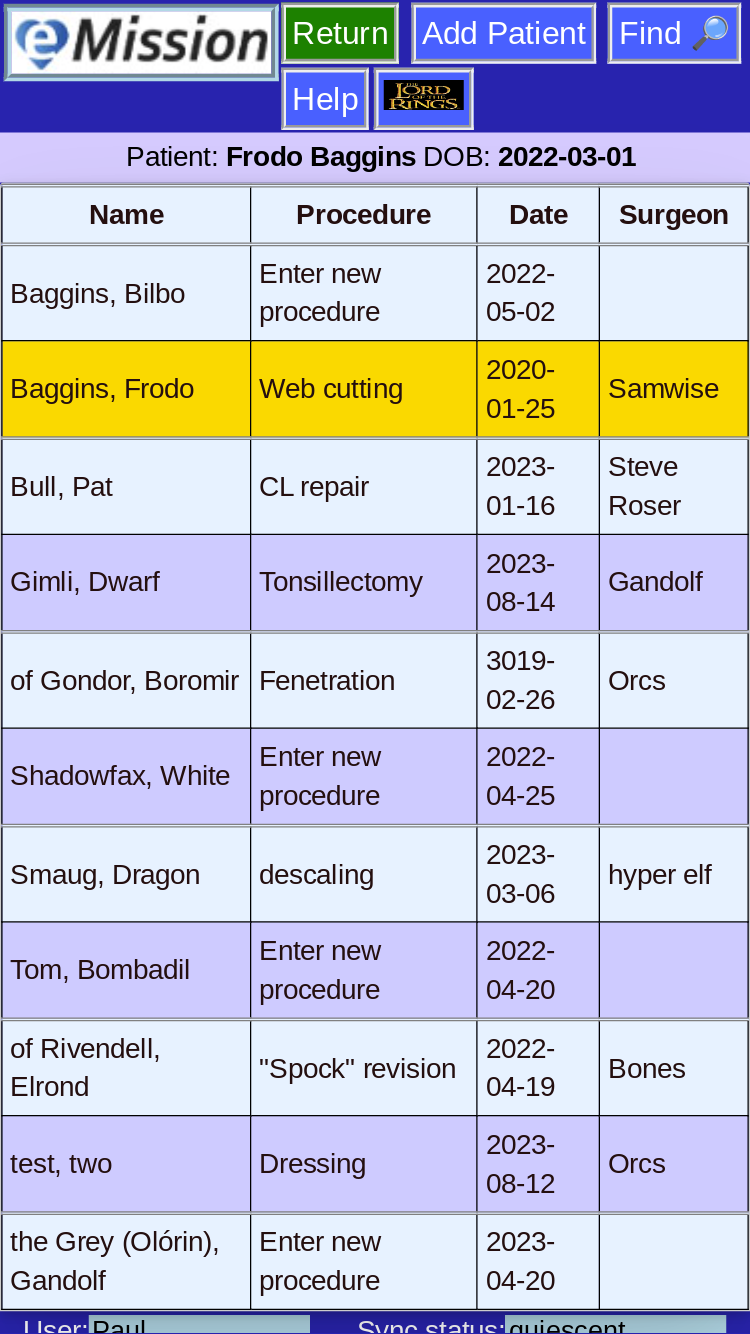 eMission
Return
Add Patient
Find
Help
THE
LORD
OF THE
RINGS
Patient: Frodo Baggins DOB: 2022-03-01
Name Procedure Date Surgeon
Baggins, Bilbo
Enter new
procedure
2022-
05-02
Baggins, Frodo
Web cutting
2020-
01-25
Samwise
Bull, Pat
CL repair
2023-
01-16
Steve
Roser
Gimli, Dwarf
Tonsillectomy
2023-
08-14
Gandolf
of Gondor, Boromir
Fenetration
3019-
02-26
Orcs
Shadowfax, White
Enter new
procedure
2022-
04-25
Smaug, Dragon
descaling
2023-
03-06
hyper elf
Tom, Bombadil
Enter new
procedure
2022-
04-20
of Rivendell,
Elrond
"Spock" revision
2022-
04-19
Bones
test, two
Dressing
2023-
08-12
Orcs
the Grey (Olórin),
Gandolf
Enter new
procedure
2023-
04-20
User: Paul Sync status: quiescent